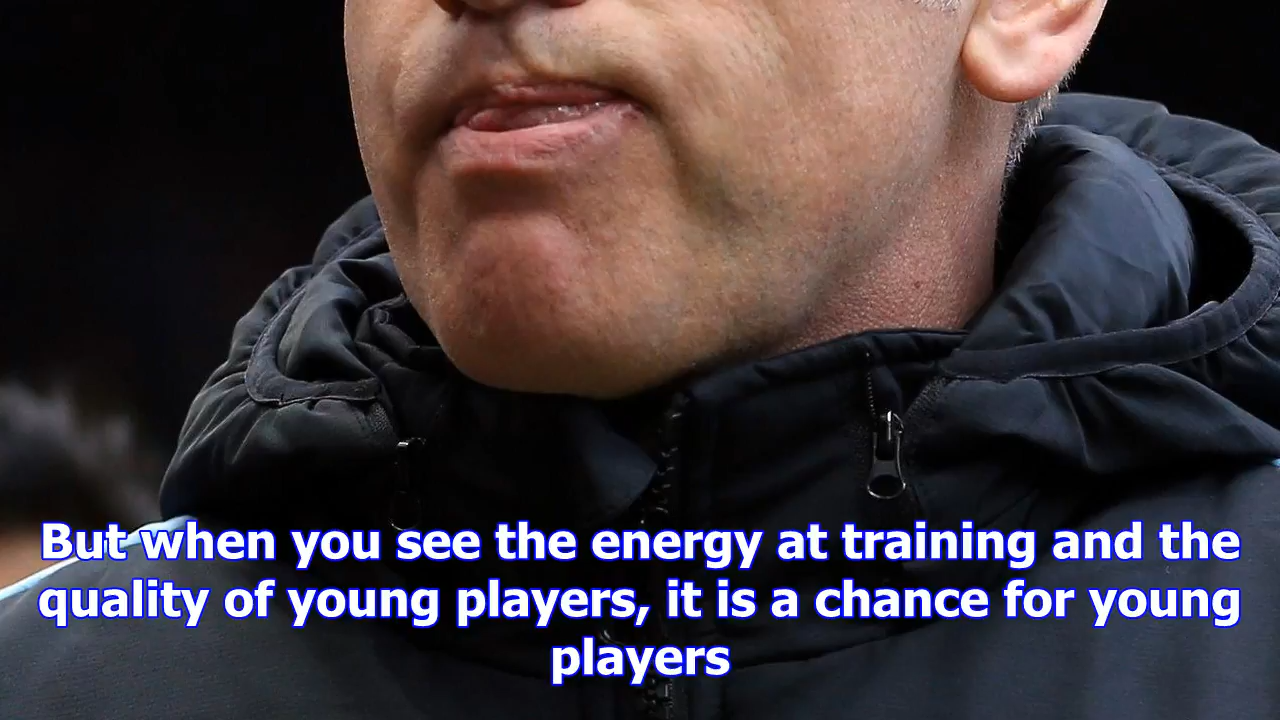 But when you see the energy at training and the
quality of young players, it is a chance for young
players